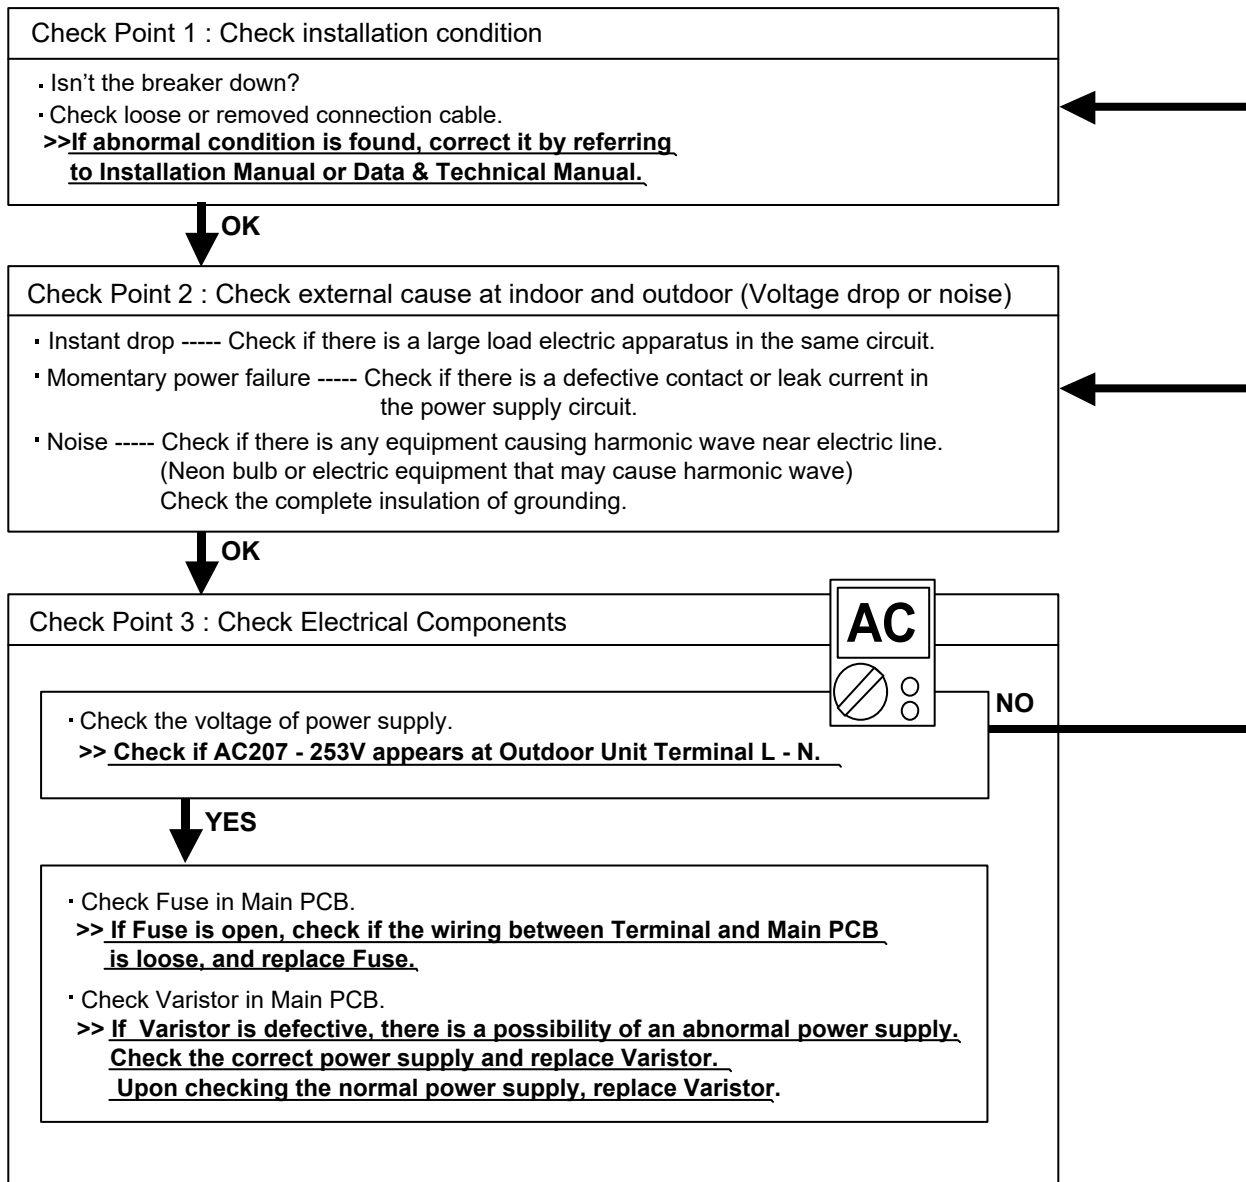 Check Point 1 : Check installation condition
· Isn’t the breaker down?
· Check loose or removed connection cable.
>>If abnormal condition is found, correct it by referring
to Installation Manual or Data & Technical Manual.
OK
Check Point 2 : Check external cause at indoor and outdoor (Voltage drop or noise)
· Instant drop ----- Check if there is a large load electric apparatus in the same circuit.
· Momentary power failure ----- Check if there is a defective contact or leak current in
the power supply circuit.
· Noise ----- Check if there is any equipment causing harmonic wave near electric line.
(Neon bulb or electric equipment that may cause harmonic wave)
Check the complete insulation of grounding.
OK
Check Point 3 : Check Electrical Components
AC
NO
· Check the voltage of power supply.
>> Check if AC207 - 253V appears at Outdoor Unit Terminal L - N.
YES
· Check Fuse in Main PCB.
>> If Fuse is open, check if the wiring between Terminal and Main PCB
is loose, and replace Fuse.
· Check Varistor in Main PCB.
>> If  Varistor is defective, there is a possibility of an abnormal power supply.
Check the correct power supply and replace Varistor.
Upon checking the normal power supply, replace Varistor.